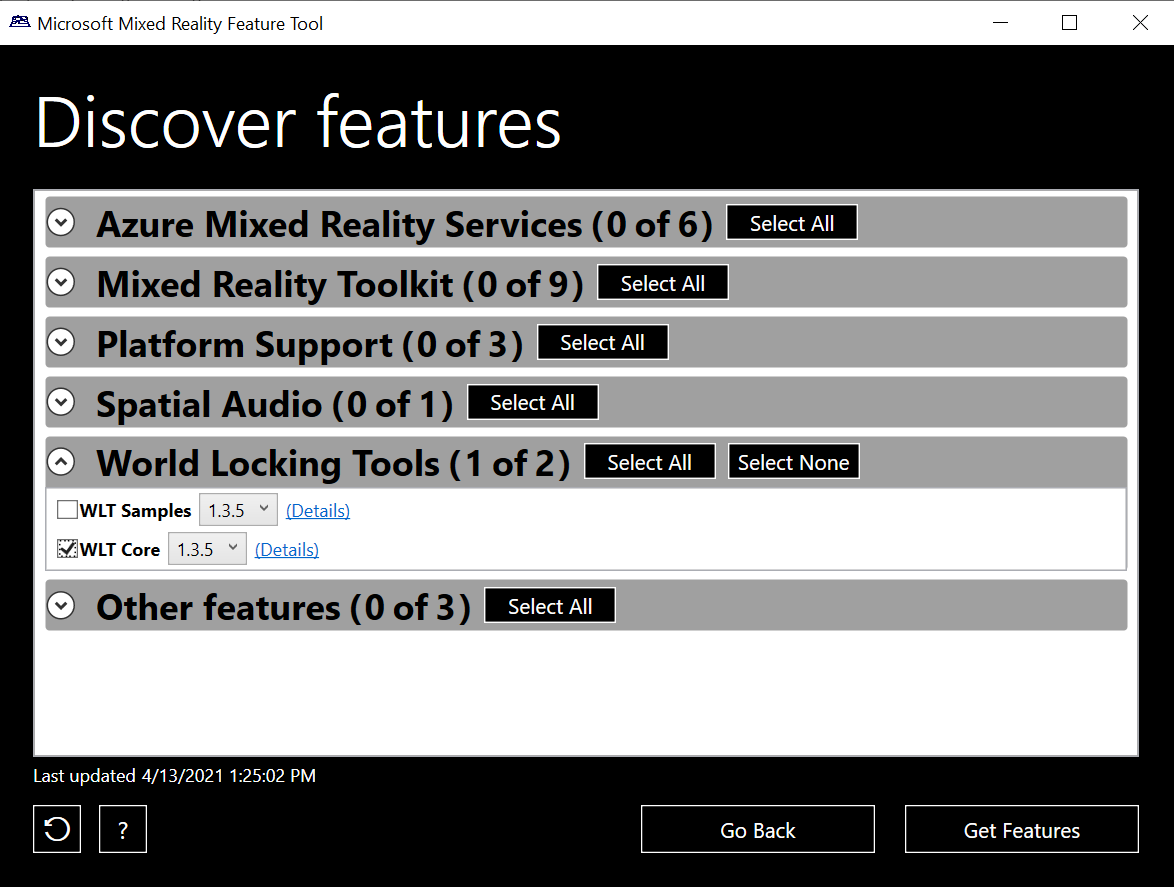 Microsoft Mixed Reality Feature Tool
Discover features
Azure Mixed Reality Services (0 of 6) Select All
Mixed Reality Toolkit (0 of 9) Select All
Platform Support (0 of 3) Select All
Spatial Audio (0 of 1) Select All
World Locking Tools (1 of 2) Select All Select None
WLT Samples 1.3.5 (Details)
WLT Core 1.3.5 (Details)
Other features (0 of 3) Select All
Last updated 4/13/2021 1:25:02 PM
? Go Back Get Features